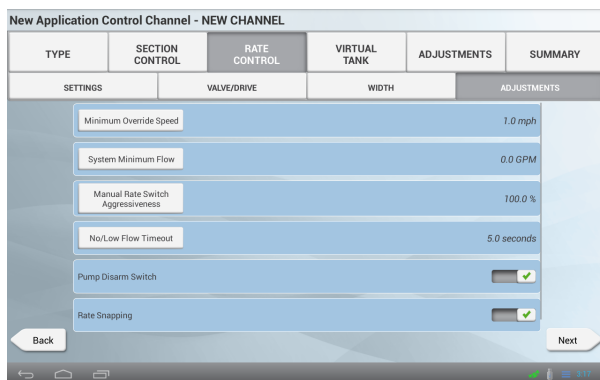 New Application Control Channel - NEW CHANNEL
TYPE
SECTION
CONTROL
RATE
CONTROL
VIRTUAL
TANK
ADJUSTMENTS
SUMMARY
SETTINGS
VALVE/DRIVE
WIDTH
ADJUSTMENTS
Minimum Override Speed
1.0 mph
System Minimum Flow
0.0 GPM
Manual Rate Switch
Aggressiveness
100.0 %
No/Low Flow Timeout
5.0 seconds
Pump Disarm Switch
Rate Snapping
Back
Next